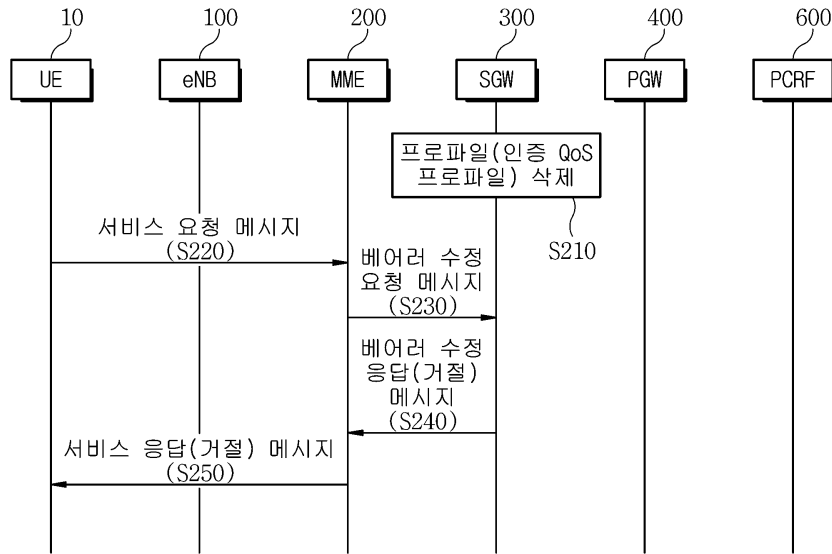 10
100
200
300
400
600
UE
eNB
MME
SGW
PGW
PCRF
프로파일(인증 QoS
프로파일) 삭제
S210
서비스 요청 메시지
(S220)
베어러 수정
요청 메시지
(S230)
베어러 수정
응답(거절)
메시지
(S240)
서비스 응답(거절) 메시지
(S250)